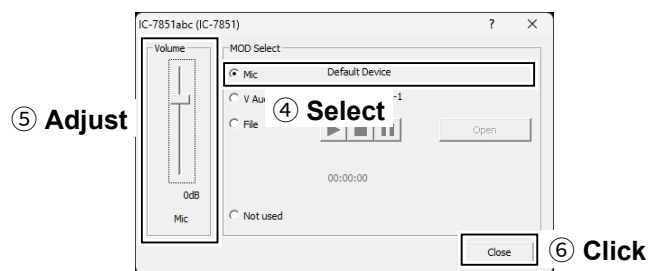 IC-7851abc (IC-7851) ? ×
Volume
MOD Select
Mic Default Device
V Au -1
④ Select
⑤ Adjust
File
Open
00:00:00
0dB
Mic
Not used
Close
⑥ Click